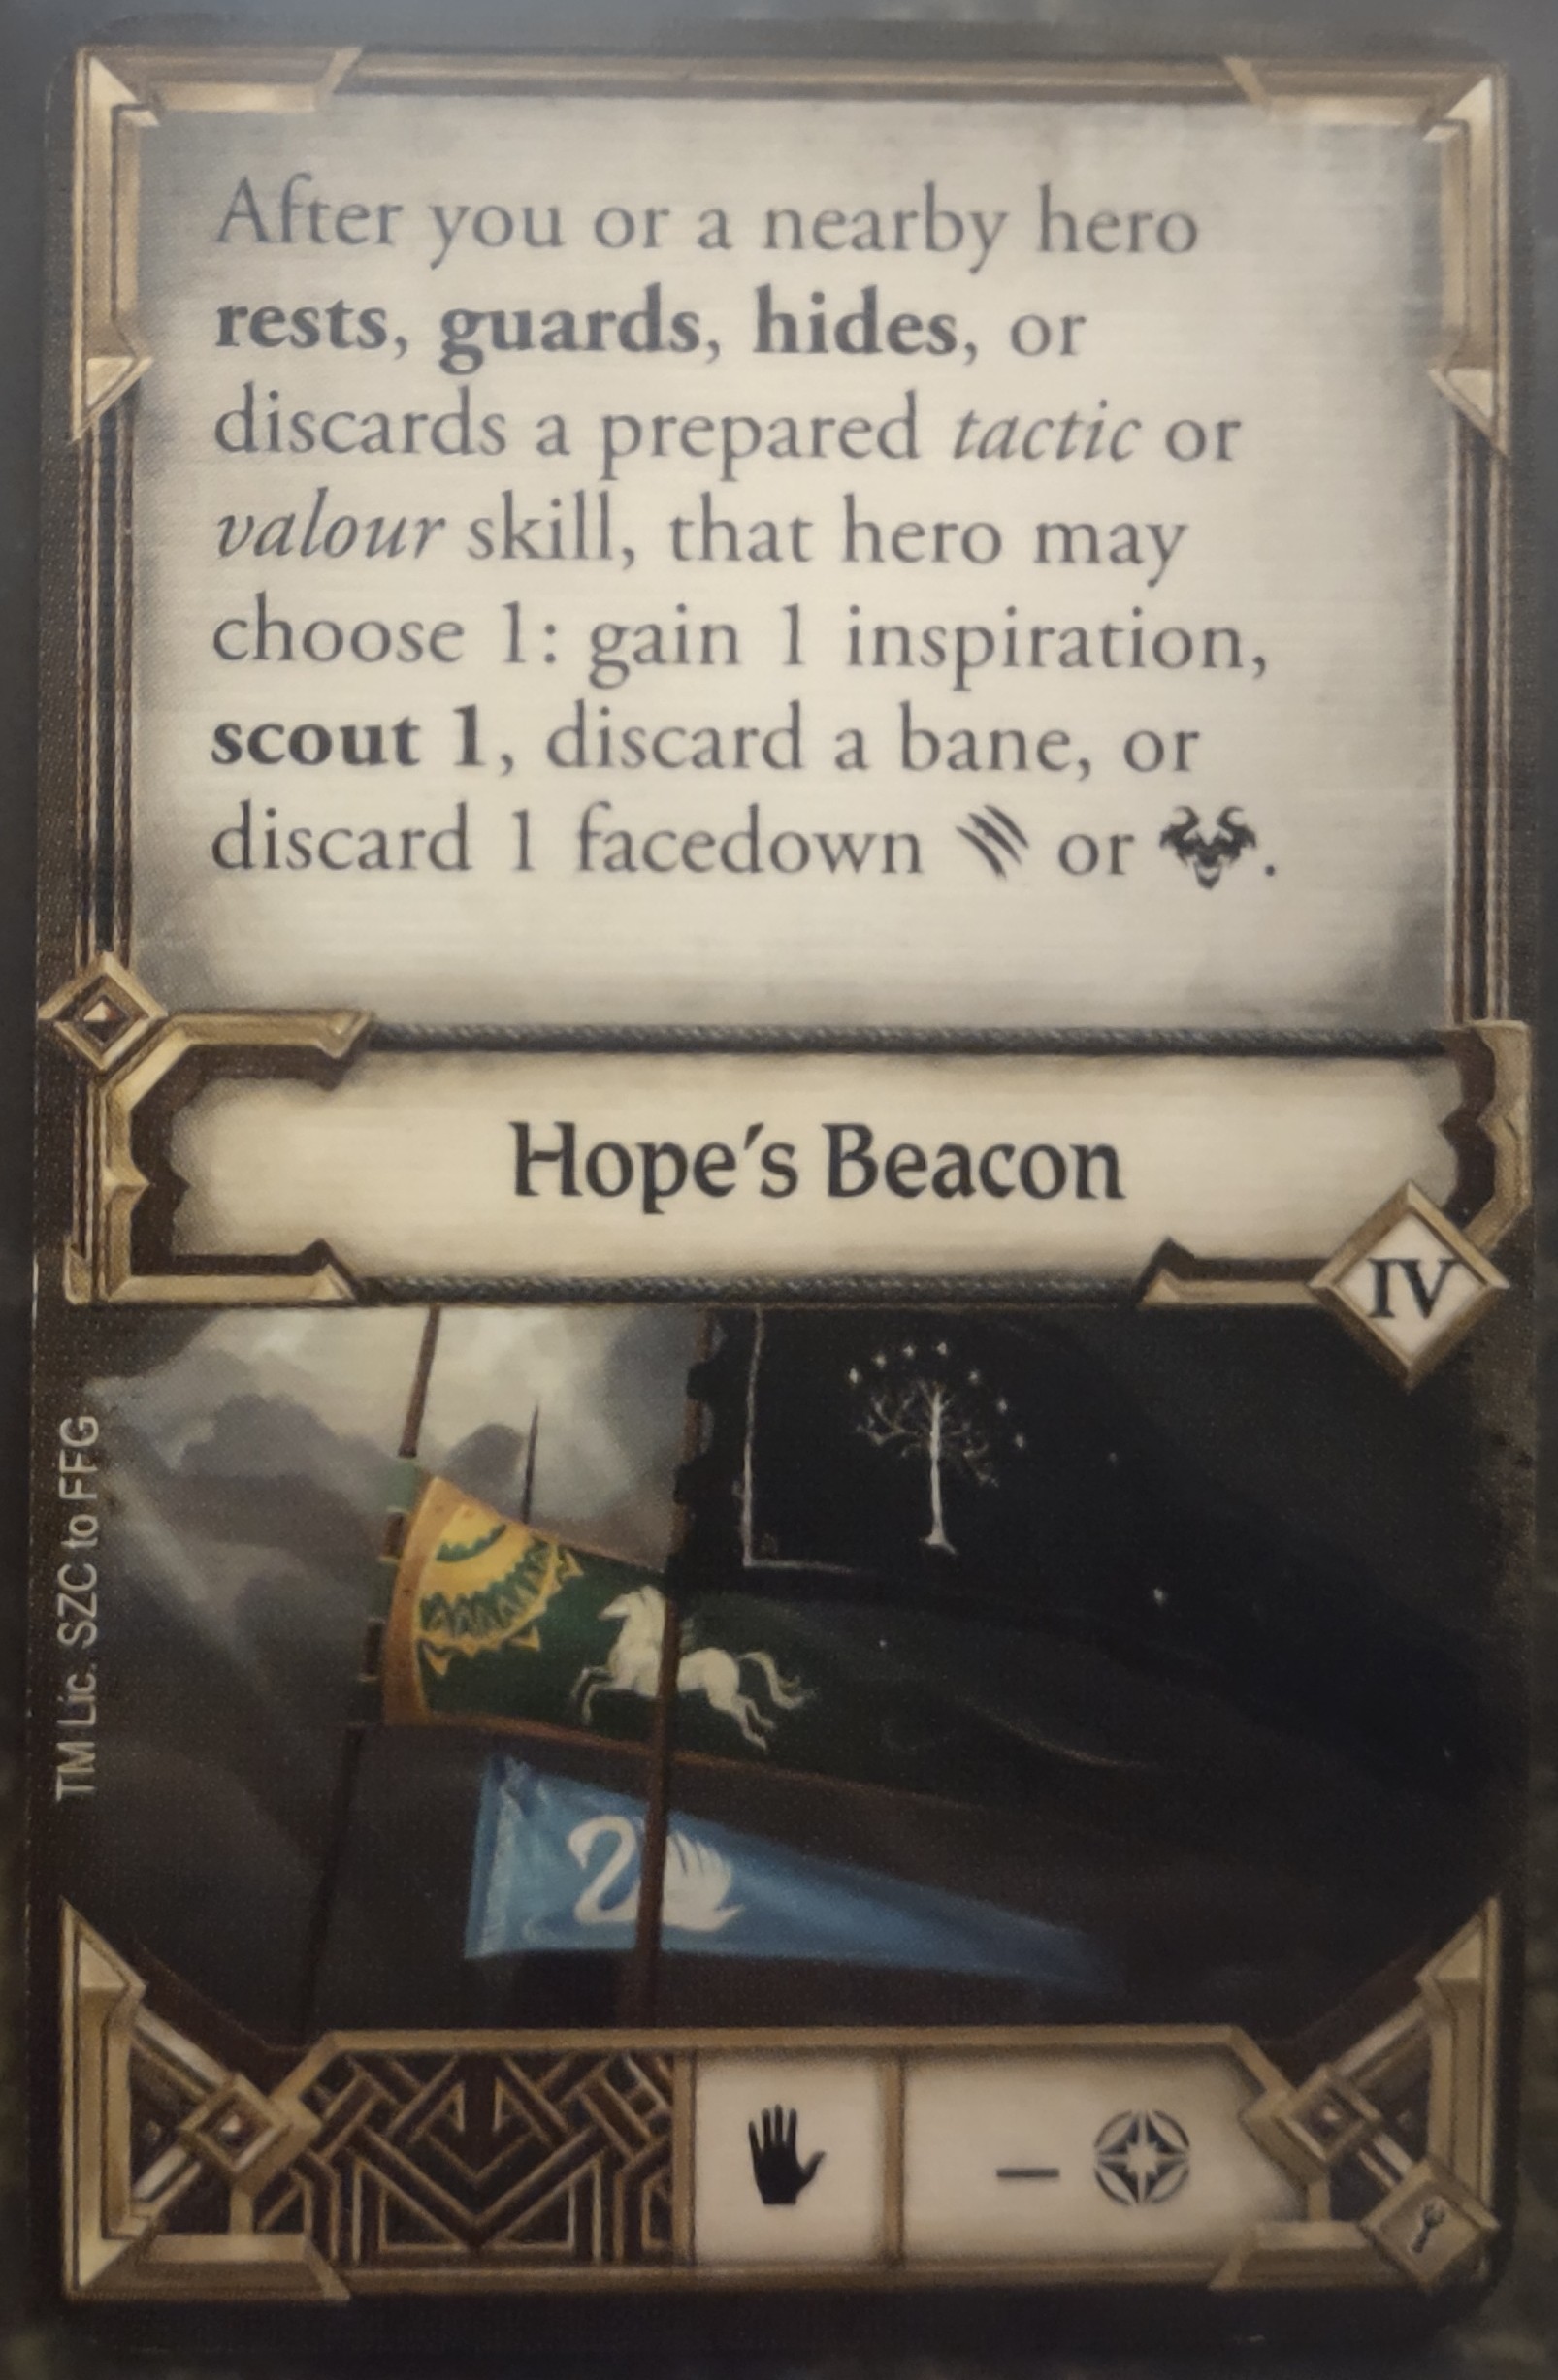 After you or a nearby hero
rests, guards, hides, or
discards a prepared tactic or
valour skill, that hero may
choose 1: gain 1 inspiration,
scout 1, discard a bane, or
discard 1 facedown or .
Hope's Beacon
IV
TM Lic. SZC to FFG
–